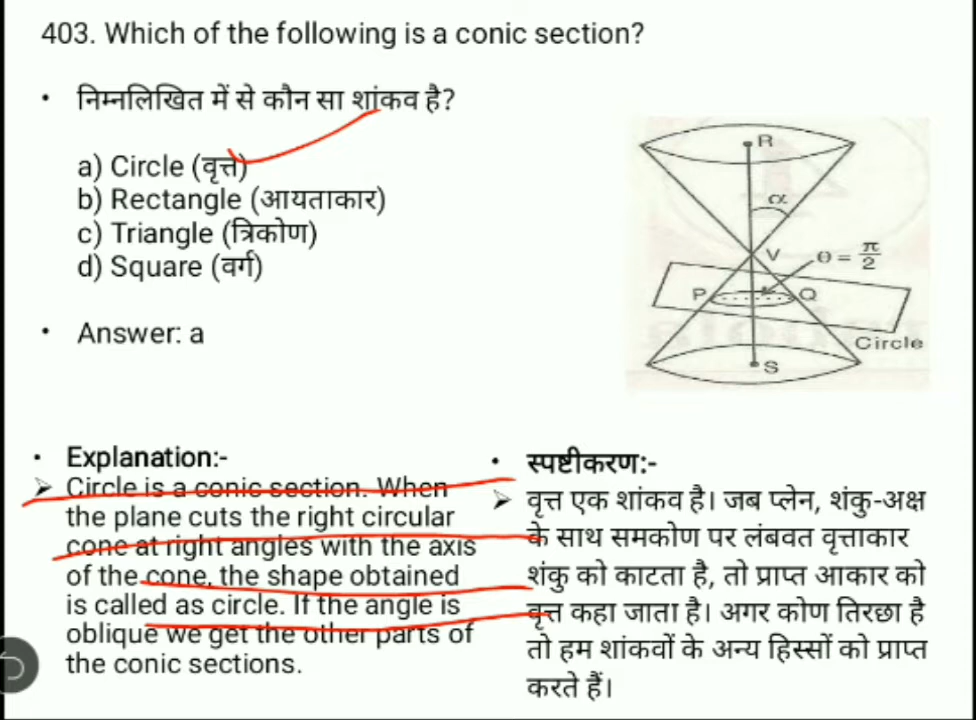 403. Which of the following is a conic section?
• निम्नलिखित में से कौन सा शांकव है?
a) Circle (वृत्त)
b) Rectangle (आयताकार)
c) Triangle (त्रिकोण)
d) Square (वर्ग)
• Answer: a
R
α
V
θ = π/2
P
Q
Circle
S
• Explanation:-
➢ Circle is a conic section. When
the plane cuts the right circular
cone at right angles with the axis
of the cone, the shape obtained
is called as circle. If the angle is
oblique we get the other parts of
the conic sections.
• स्पष्टीकरण:-
➢ वृत्त एक शांकव है। जब प्लेन, शंकु-अक्ष
के साथ समकोण पर लंबवत वृत्ताकार
शंकु को काटता है, तो प्राप्त आकार को
वृत्त कहा जाता है। अगर कोण तिरछा है
तो हम शांकवों के अन्य हिस्सों को प्राप्त
करते हैं।